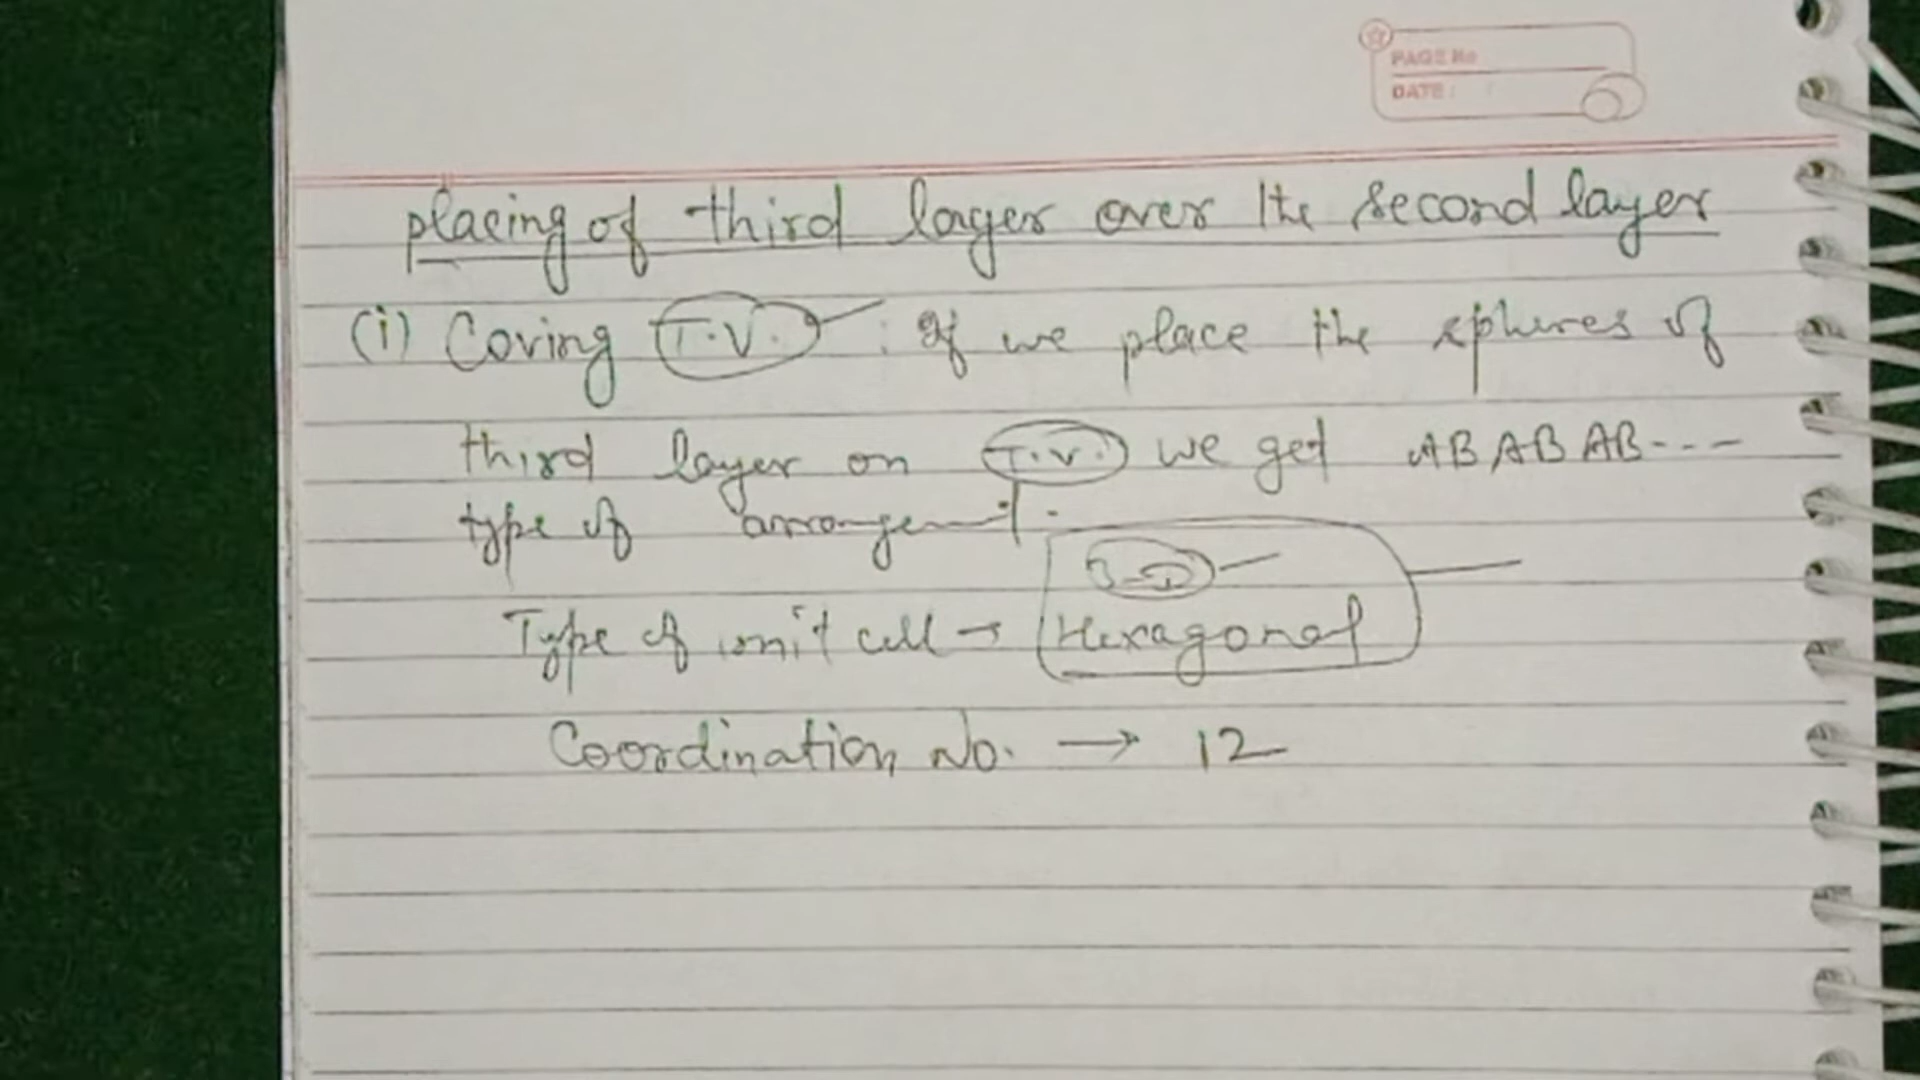 PAGE No
DATE:
placing of third layer over the second layer
(i) Coving T.V. : If we place the spheres of
third layer on T.V. we get ABABAB---
type of arrangement.
3-D
Type of unit cell → Hexagonal
Coordination No. → 12